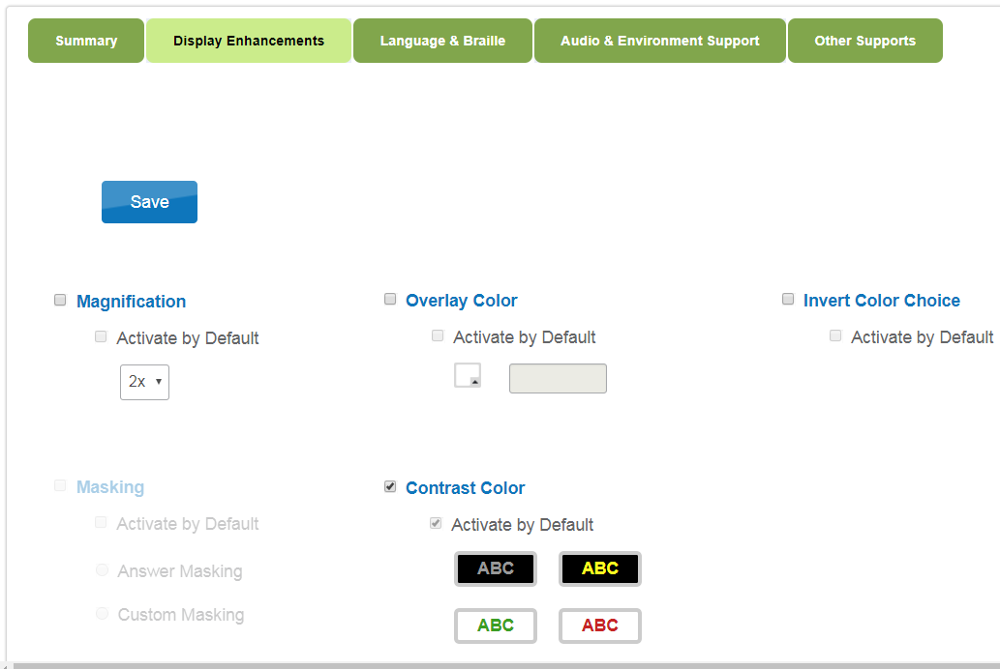 Summary
Display Enhancements
Language & Braille
Audio & Environment Support
Other Supports
Save
Magnification
Activate by Default
2x
Overlay Color
Activate by Default
Invert Color Choice
Activate by Default
Masking
Activate by Default
Answer Masking
Custom Masking
Contrast Color
Activate by Default
ABC
ABC
ABC
ABC